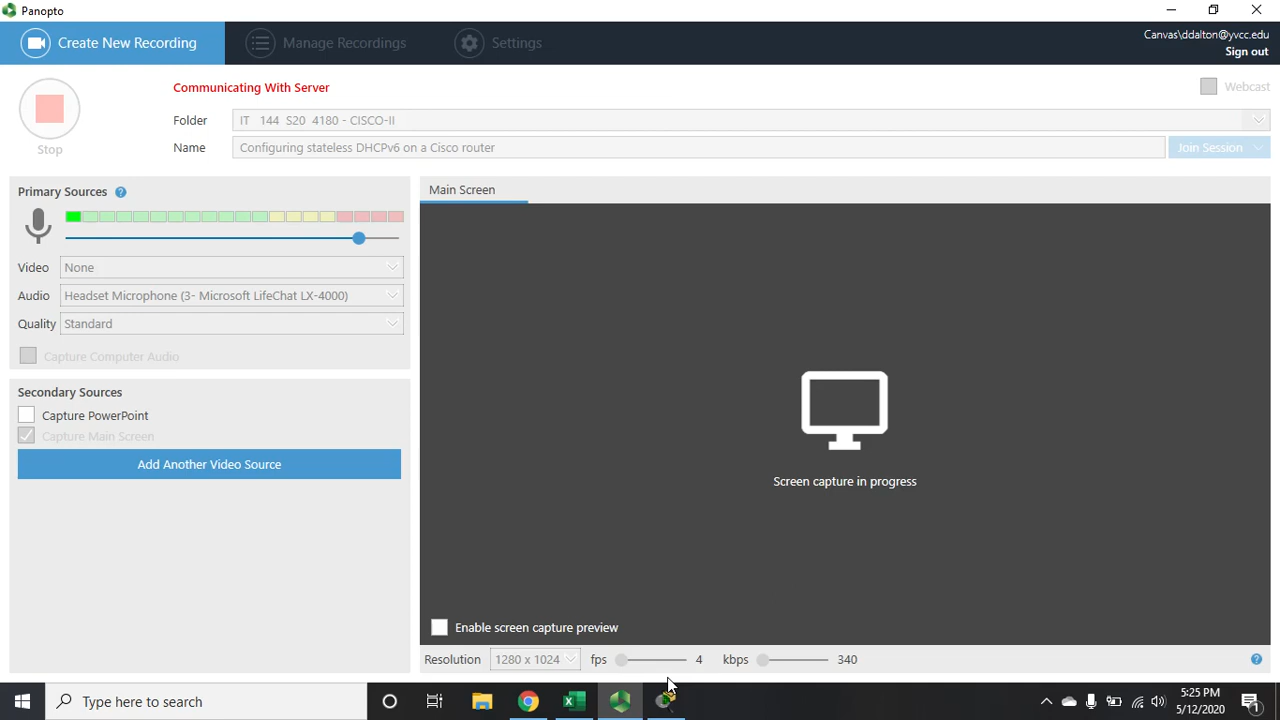 Panopto
Create New Recording
Manage Recordings
Settings
Canvas\ddalton@yvcc.edu
Sign out
Communicating With Server
Webcast
Folder
IT 144 S20 4180 - CISCO-II
Stop
Name
Configuring stateless DHCPv6 on a Cisco router
Join Session
Primary Sources ?
Main Screen
Video
None
Audio
Headset Microphone (3- Microsoft LifeChat LX-4000)
Quality
Standard
Capture Computer Audio
Secondary Sources
Capture PowerPoint
Capture Main Screen
Add Another Video Source
Screen capture in progress
Enable screen capture preview
Resolution
1280 x 1024
fps
4
kbps
340
?
Type here to search
5:25 PM
5/12/2020
1